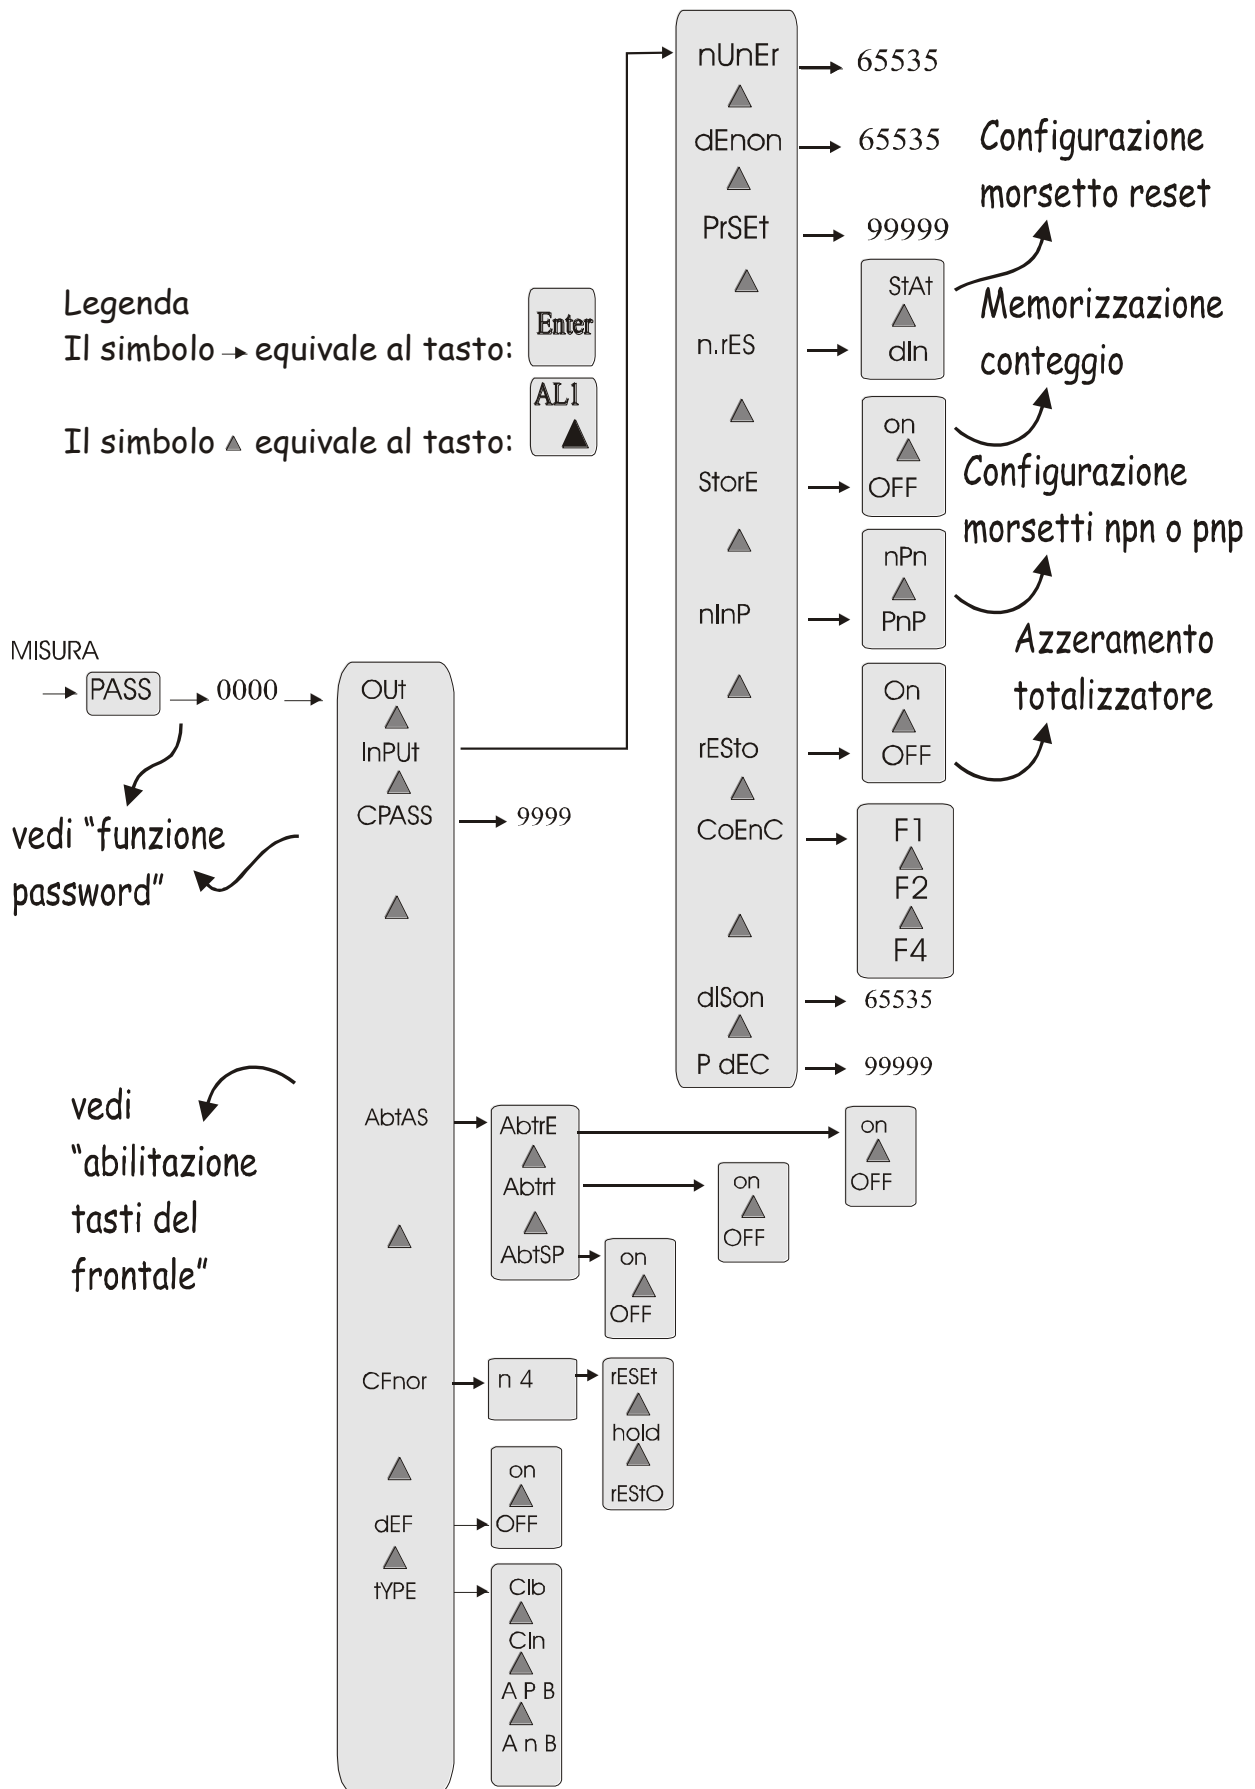 nUnEr
65535
dEnon
65535
Configurazione
morsetto reset
PrSEt
99999
StAt
dIn
n.rES
Legenda
Il simbolo → equivale al tasto:
Enter
AL1
Il simbolo ▲ equivale al tasto:
Memorizzazione
conteggio
StorE
on
OFF
Configurazione
morsetti npn o pnp
nInP
nPn
PnP
Azzeramento
totalizzatore
rESto
On
OFF
CoEnC
F1
F2
F4
dISon
65535
P dEC
99999
MISURA
PASS
0000
OUt
InPUt
CPASS
9999
vedi “funzione
password”
vedi
“abilitazione
tasti del
frontale”
AbtAS
AbtrE
Abtrt
AbtSP
on
OFF
on
OFF
on
OFF
CFnor
n 4
rESEt
hold
rEStO
dEF
on
OFF
tYPE
CIb
CIn
A P B
A n B